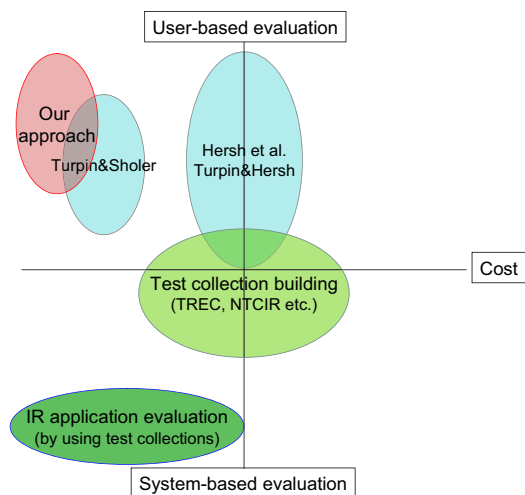 User-based evaluation
Our
approach
Turpin&Sholer
Hersh et al.
Turpin&Hersh
Cost
Test collection building
(TREC, NTCIR etc.)
IR application evaluation
(by using test collections)
System-based evaluation